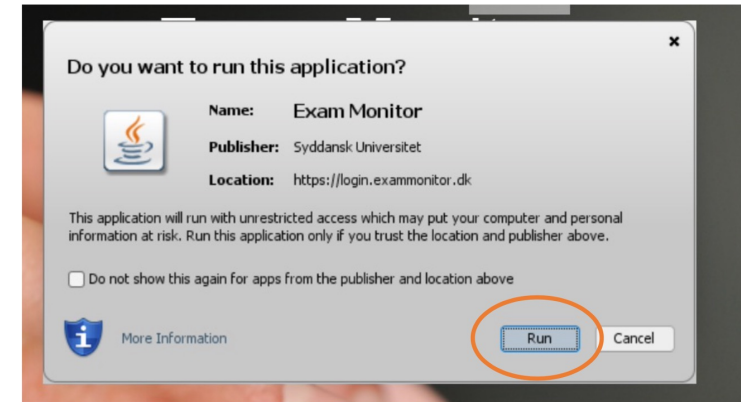 Do you want to run this application?
Name: Exam Monitor
Publisher: Syddansk Universitet
Location: https://login.exammonitor.dk
This application will run with unrestricted access which may put your computer and personal
information at risk. Run this application only if you trust the location and publisher above.
Do not show this again for apps from the publisher and location above
More Information
Run
Cancel